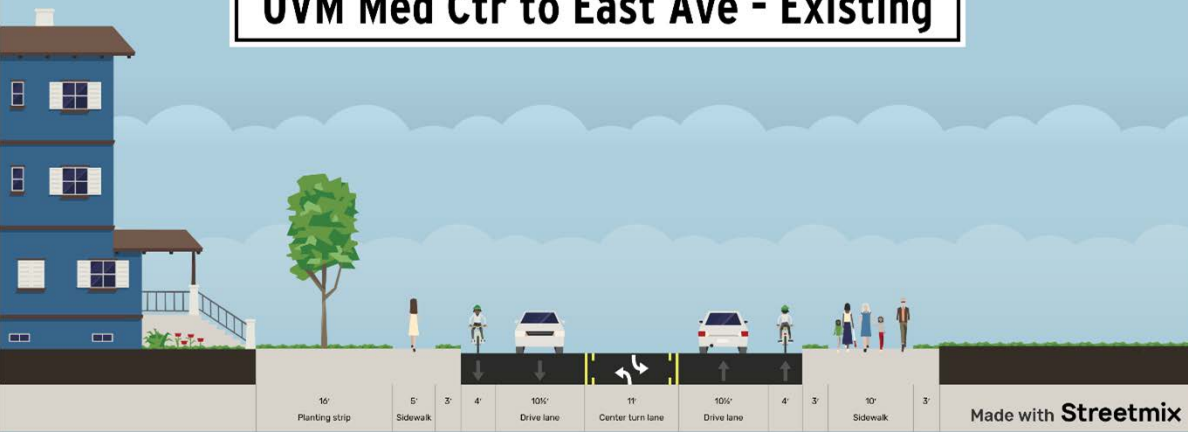 UVM Med Ctr to East Ave - Existing
16' 5' 3' 4' 10½' 11' 10½' 4' 3' 10' 3'
Planting strip Sidewalk Drive lane Center turn lane Drive lane Sidewalk
Made with Streetmix